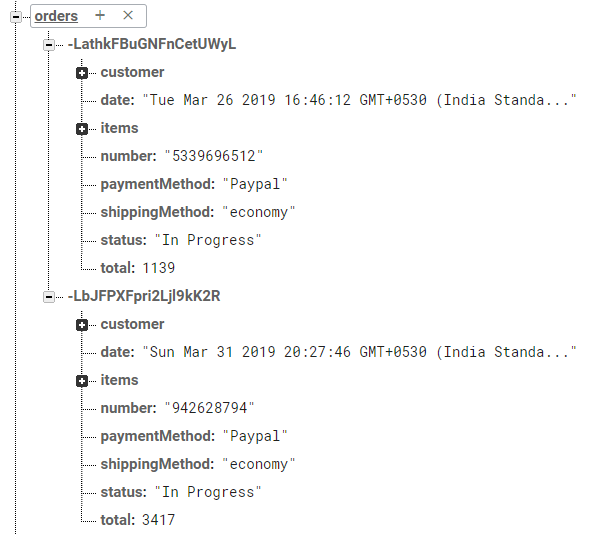 orders + ×
-LathkFBuGNFnCetUWyL
customer
date: "Tue Mar 26 2019 16:46:12 GMT+0530 (India Standa..."
items
number: "5339696512"
paymentMethod: "Paypal"
shippingMethod: "economy"
status: "In Progress"
total: 1139
-LbJFPXFpri2Ljl9kK2R
customer
date: "Sun Mar 31 2019 20:27:46 GMT+0530 (India Standa..."
items
number: "942628794"
paymentMethod: "Paypal"
shippingMethod: "economy"
status: "In Progress"
total: 3417